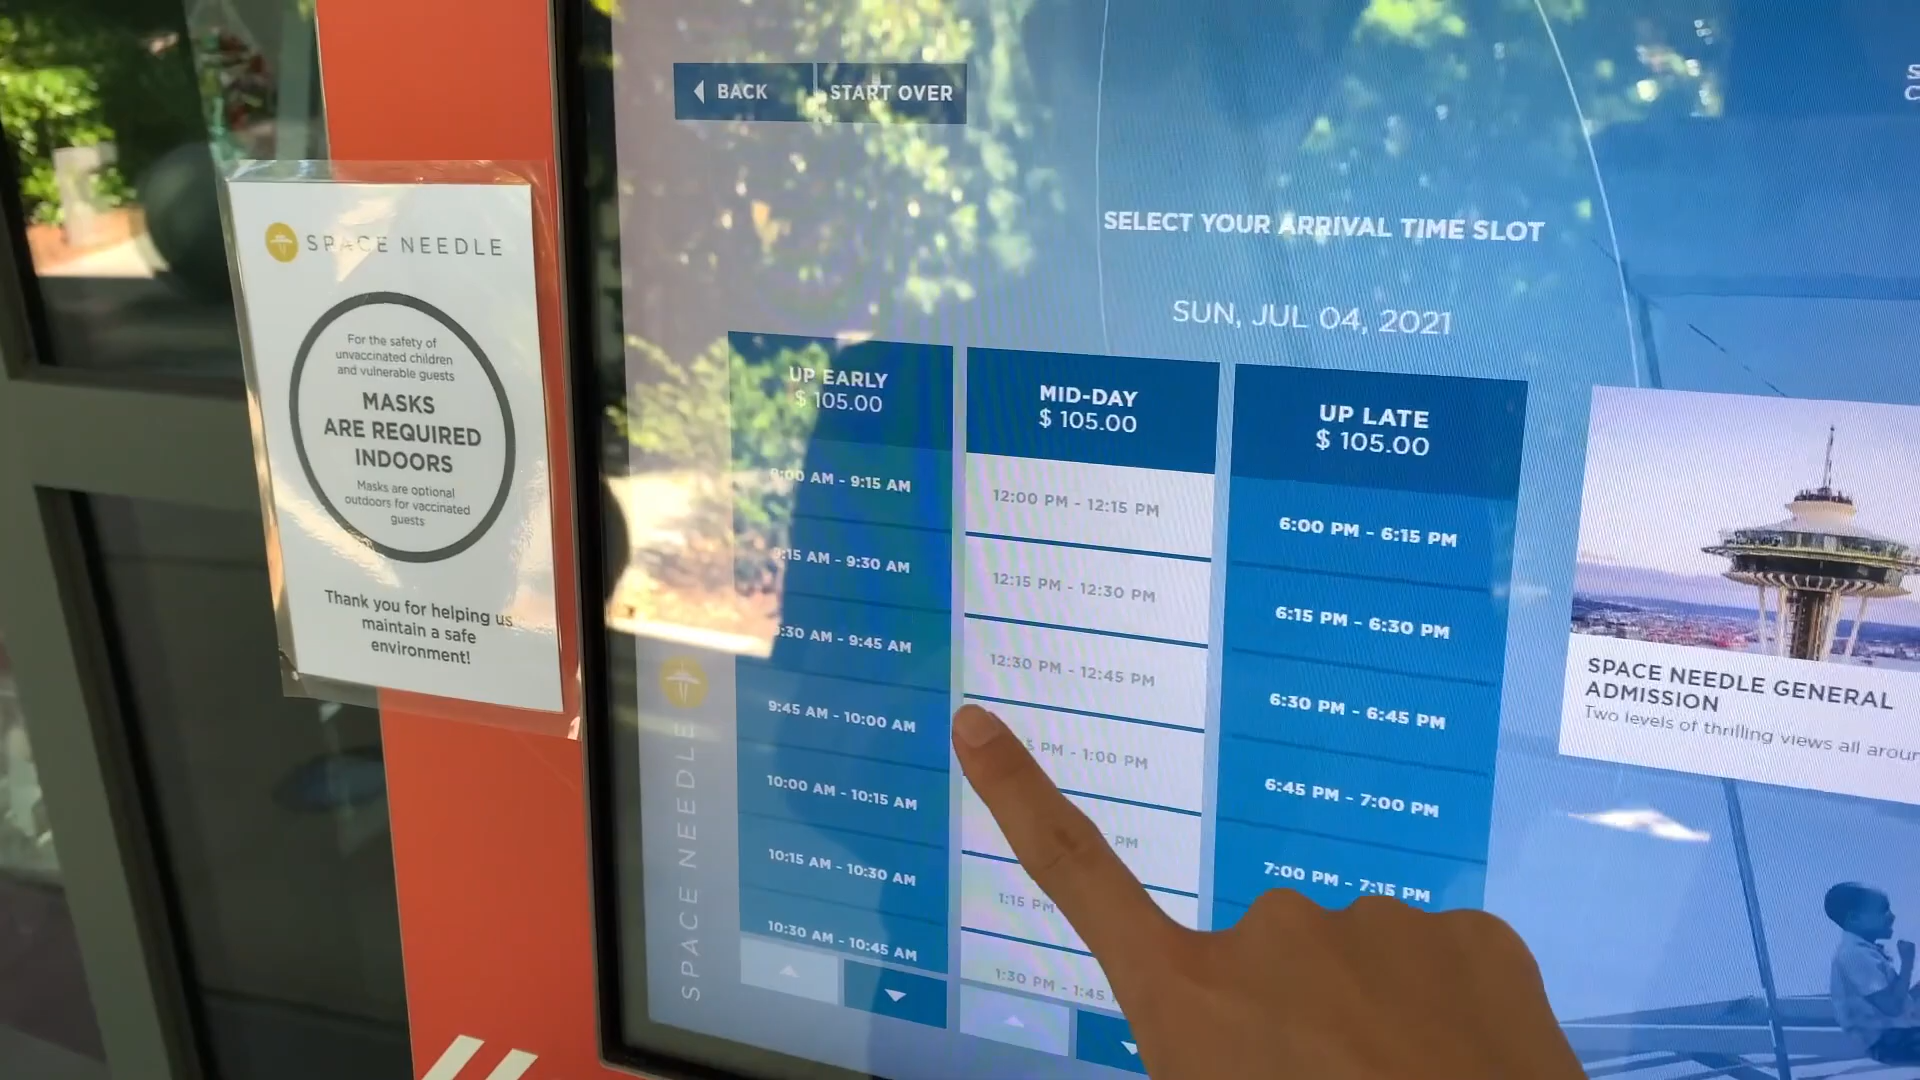 BACK
START OVER
SELECT YOUR ARRIVAL TIME SLOT
SUN, JUL 04, 2021
SPACE NEEDLE
For the safety of
unvaccinated children
and vulnerable guests
MASKS
ARE REQUIRED
INDOORS
Masks are optional
outdoors for vaccinated
guests
Thank you for helping us
maintain a safe
environment!
SPACE NEEDLE
UP EARLY
$ 105.00
9:00 AM - 9:15 AM
9:15 AM - 9:30 AM
9:30 AM - 9:45 AM
9:45 AM - 10:00 AM
10:00 AM - 10:15 AM
10:15 AM - 10:30 AM
10:30 AM - 10:45 AM
MID-DAY
$ 105.00
12:00 PM - 12:15 PM
12:15 PM - 12:30 PM
12:30 PM - 12:45 PM
PM - 1:00 PM
PM
1:15 PM
1:30 PM - 1:45
UP LATE
$ 105.00
6:00 PM - 6:15 PM
6:15 PM - 6:30 PM
6:30 PM - 6:45 PM
6:45 PM - 7:00 PM
7:00 PM - 7:15 PM
SPACE NEEDLE GENERAL
ADMISSION
Two levels of thrilling views all around